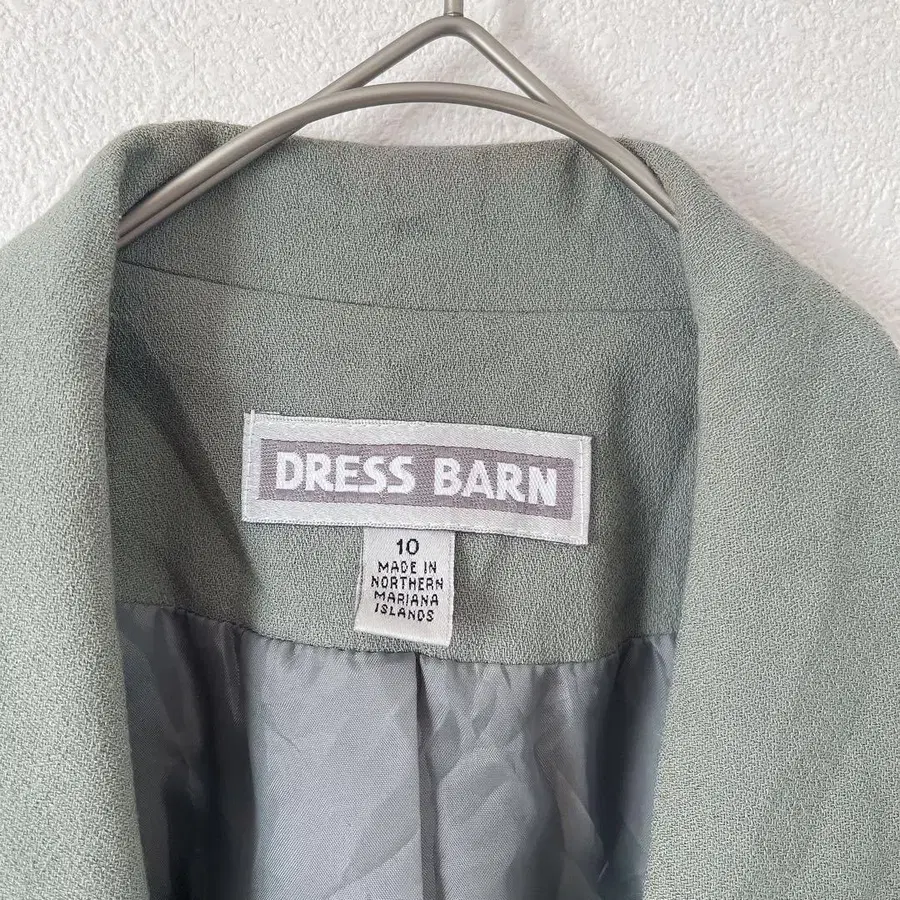 DRESS BARN
10
MADE IN
NORTHERN
MARIANA
ISLANDS